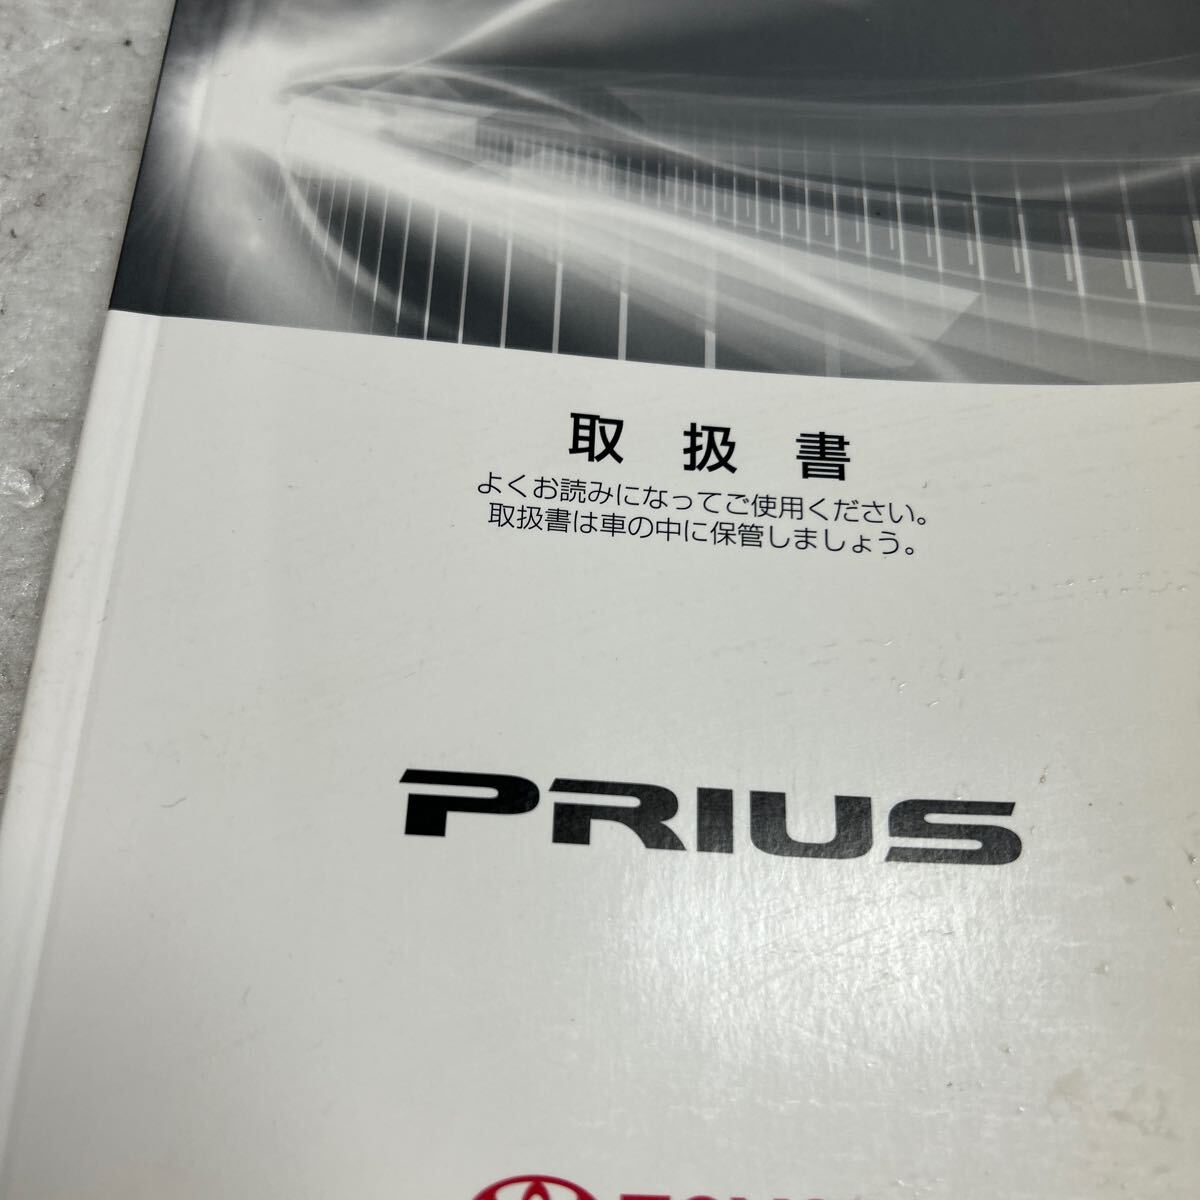 取扱書
よくお読みになってご使用ください。
取扱書は車の中に保管しましょう。
PRIUS